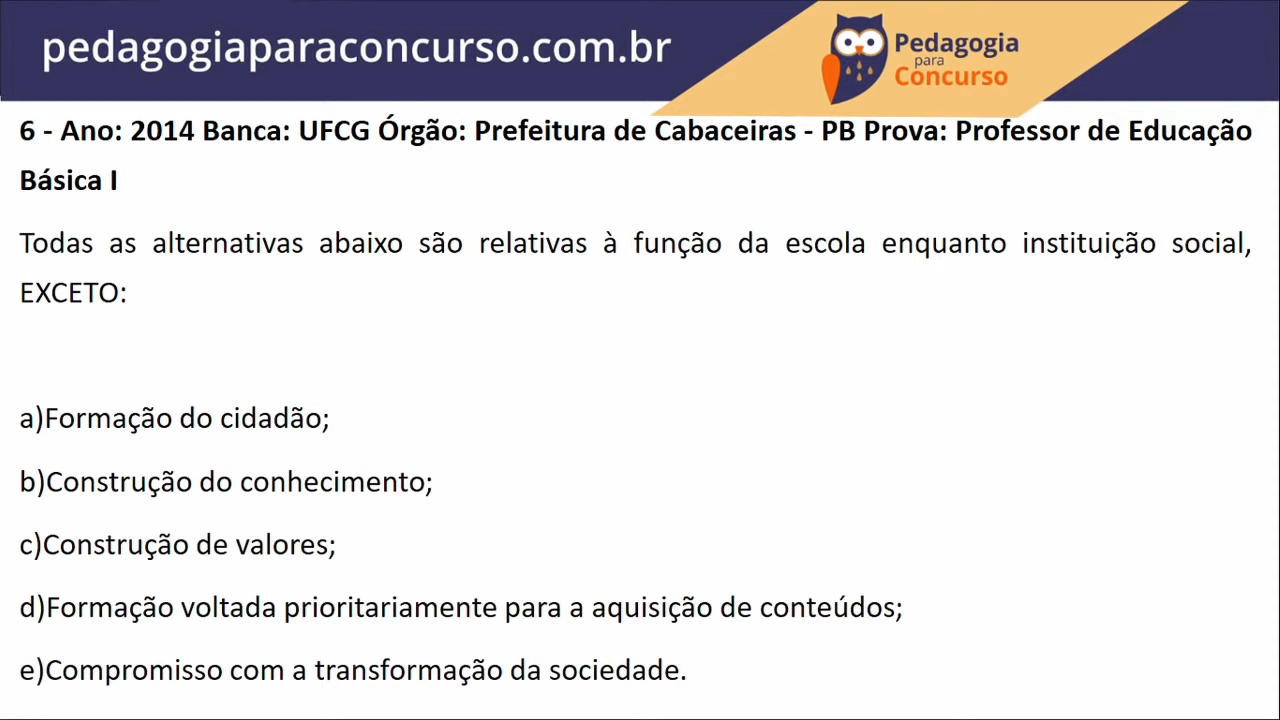 pedagogiaparaconcurso.com.br
Pedagogia
para
Concurso
6 - Ano: 2014 Banca: UFCG Órgão: Prefeitura de Cabaceiras - PB Prova: Professor de Educação
Básica I
Todas as alternativas abaixo são relativas à função da escola enquanto instituição social,
EXCETO:
a)Formação do cidadão;
b)Construção do conhecimento;
c)Construção de valores;
d)Formação voltada prioritariamente para a aquisição de conteúdos;
e)Compromisso com a transformação da sociedade.